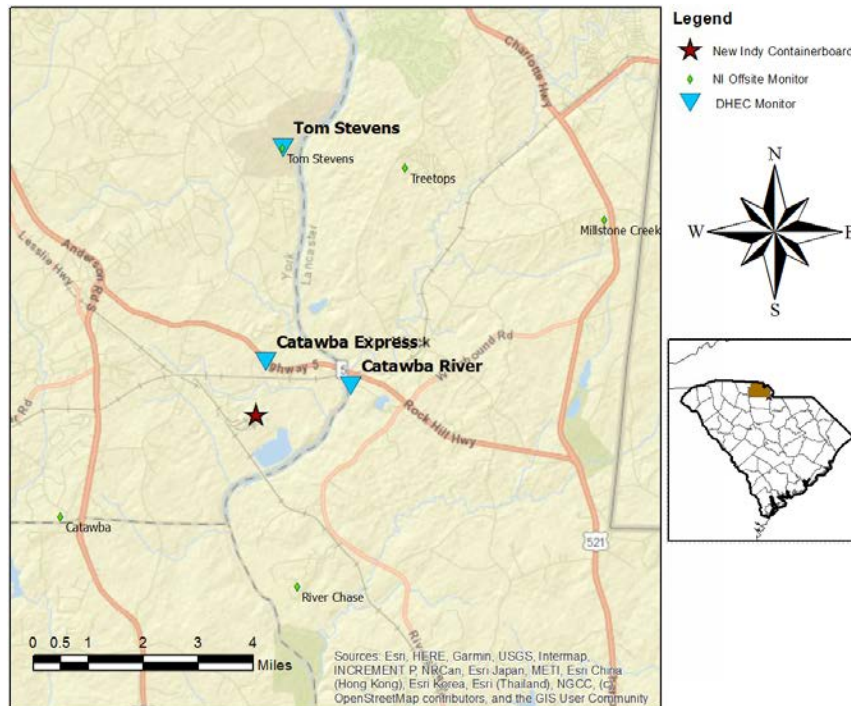 Legend
New Indy Containerboard
NI Offsite Monitor
DHEC Monitor
Charlotte Hwy
Tom Stevens
Tom Stevens
Treetops
Millstone Creek
York
Lancaster
Lesslie Hwy
Anderson Rd S
Catawba Express
ighway 5
5
Catawba River
Rock Hill Hwy
Catawba
521
River Chase
N
W
E
S
0 0.5 1 2 3 4
Miles
Sources: Esri, HERE, Garmin, USGS, Intermap,
INCREMENT P, NRCan, Esri Japan, METI, Esri China
(Hong Kong), Esri Korea, Esri (Thailand), NGCC, (c)
OpenStreetMap contributors, and the GIS User Community